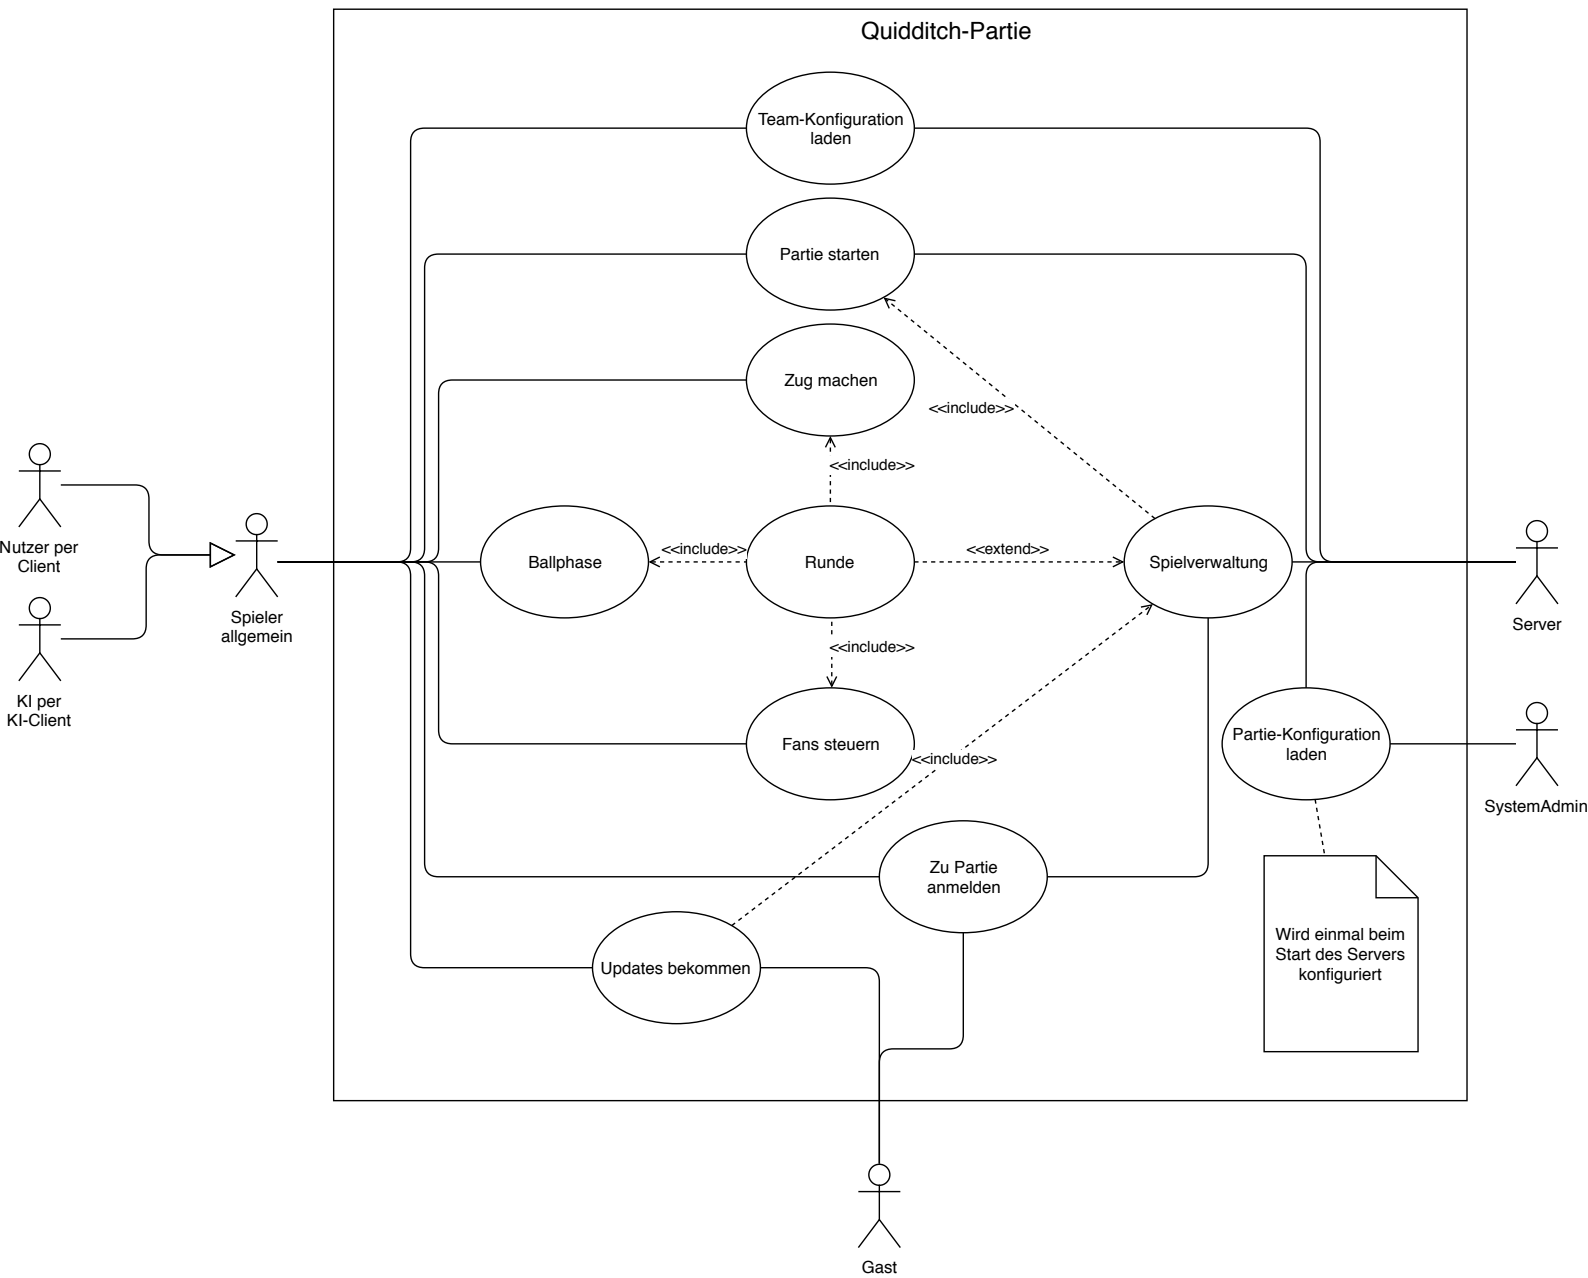 Quidditch-Partie
Team-Konfiguration
laden
Partie starten
Zug machen
<<include>>
<<include>>
Nutzer per
Client
Spieler
allgemein
Ballphase
<<include>>
Runde
<<extend>>
Spielverwaltung
Server
<<include>>
KI per
KI-Client
Fans steuern
<<include>>
Partie-Konfiguration
laden
SystemAdmin
Zu Partie
anmelden
Updates bekommen
Wird einmal beim
Start des Servers
konfiguriert
Gast